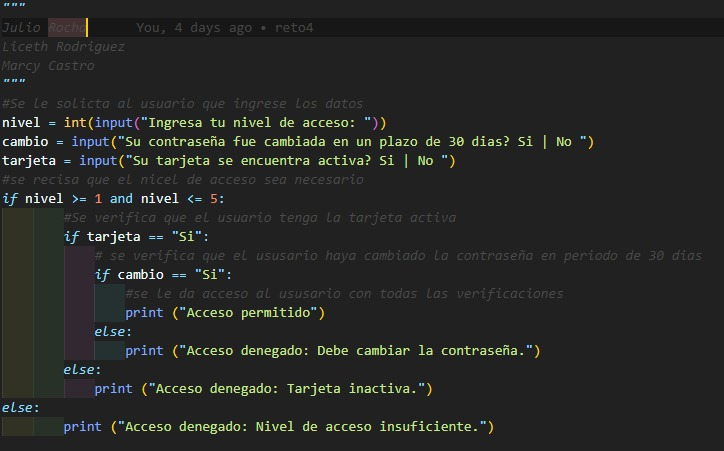 """
Julio Rocha You, 4 days ago • reto4
Liceth Rodriguez
Marcy Castro
"""
#Se le solicta al usuario que ingrese los datos
nivel = int(input("Ingresa tu nivel de acceso: "))
cambio = input("Su contraseña fue cambiada en un plazo de 30 dias? Si | No ")
tarjeta = input("Su tarjeta se encuentra activa? Si | No ")
#se recisa que el nicel de acceso sea necesario
if nivel >= 1 and nivel <= 5:
#Se verifica que el usuario tenga la tarjeta activa
if tarjeta == "Si":
# se verifica que el ususario haya cambiado la contraseña en periodo de 30 dias
if cambio == "Si":
#se le da acceso al ususario con todas las verificaciones
print ("Acceso permitido")
else:
print ("Acceso denegado: Debe cambiar la contraseña.")
else:
print ("Acceso denegado: Tarjeta inactiva.")
else:
print ("Acceso denegado: Nivel de acceso insuficiente.")